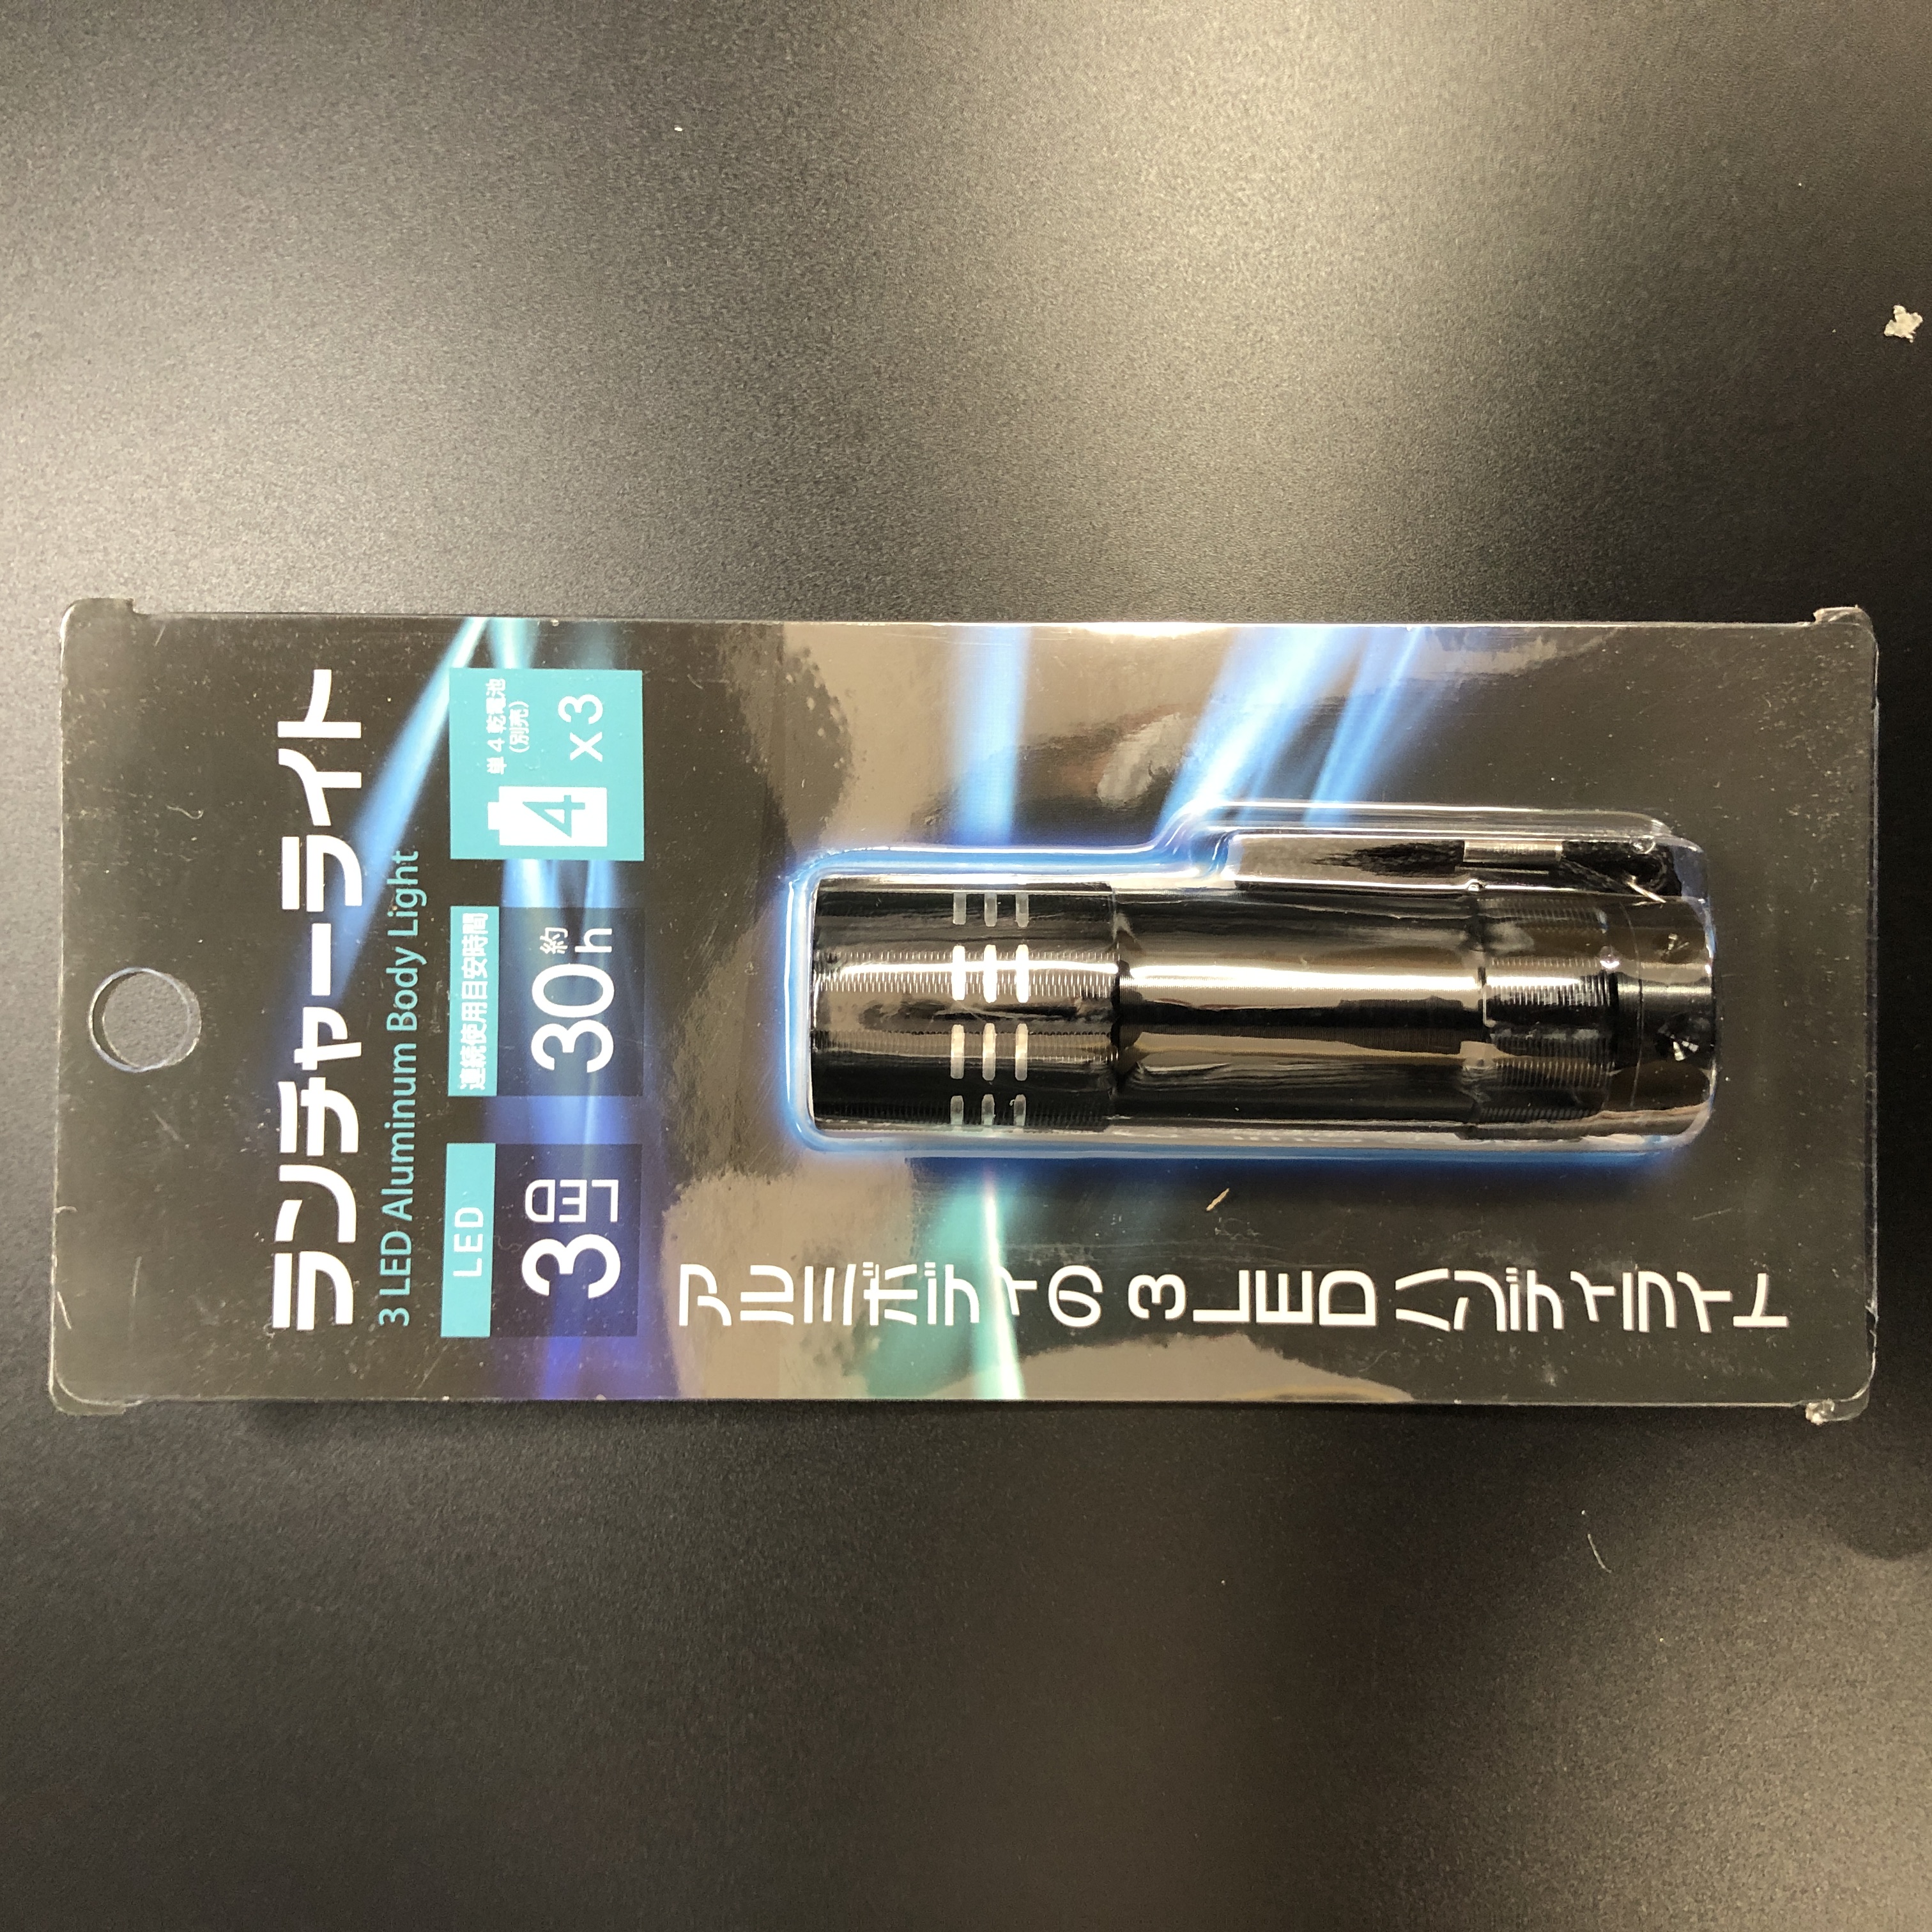 ランチャーライト
3 LED Aluminum Body Light
LED
3 LED
連続使用目安時間
約
30h
単4乾電池
（別売）
4
x3
アルミボディの3LEDハンディライト